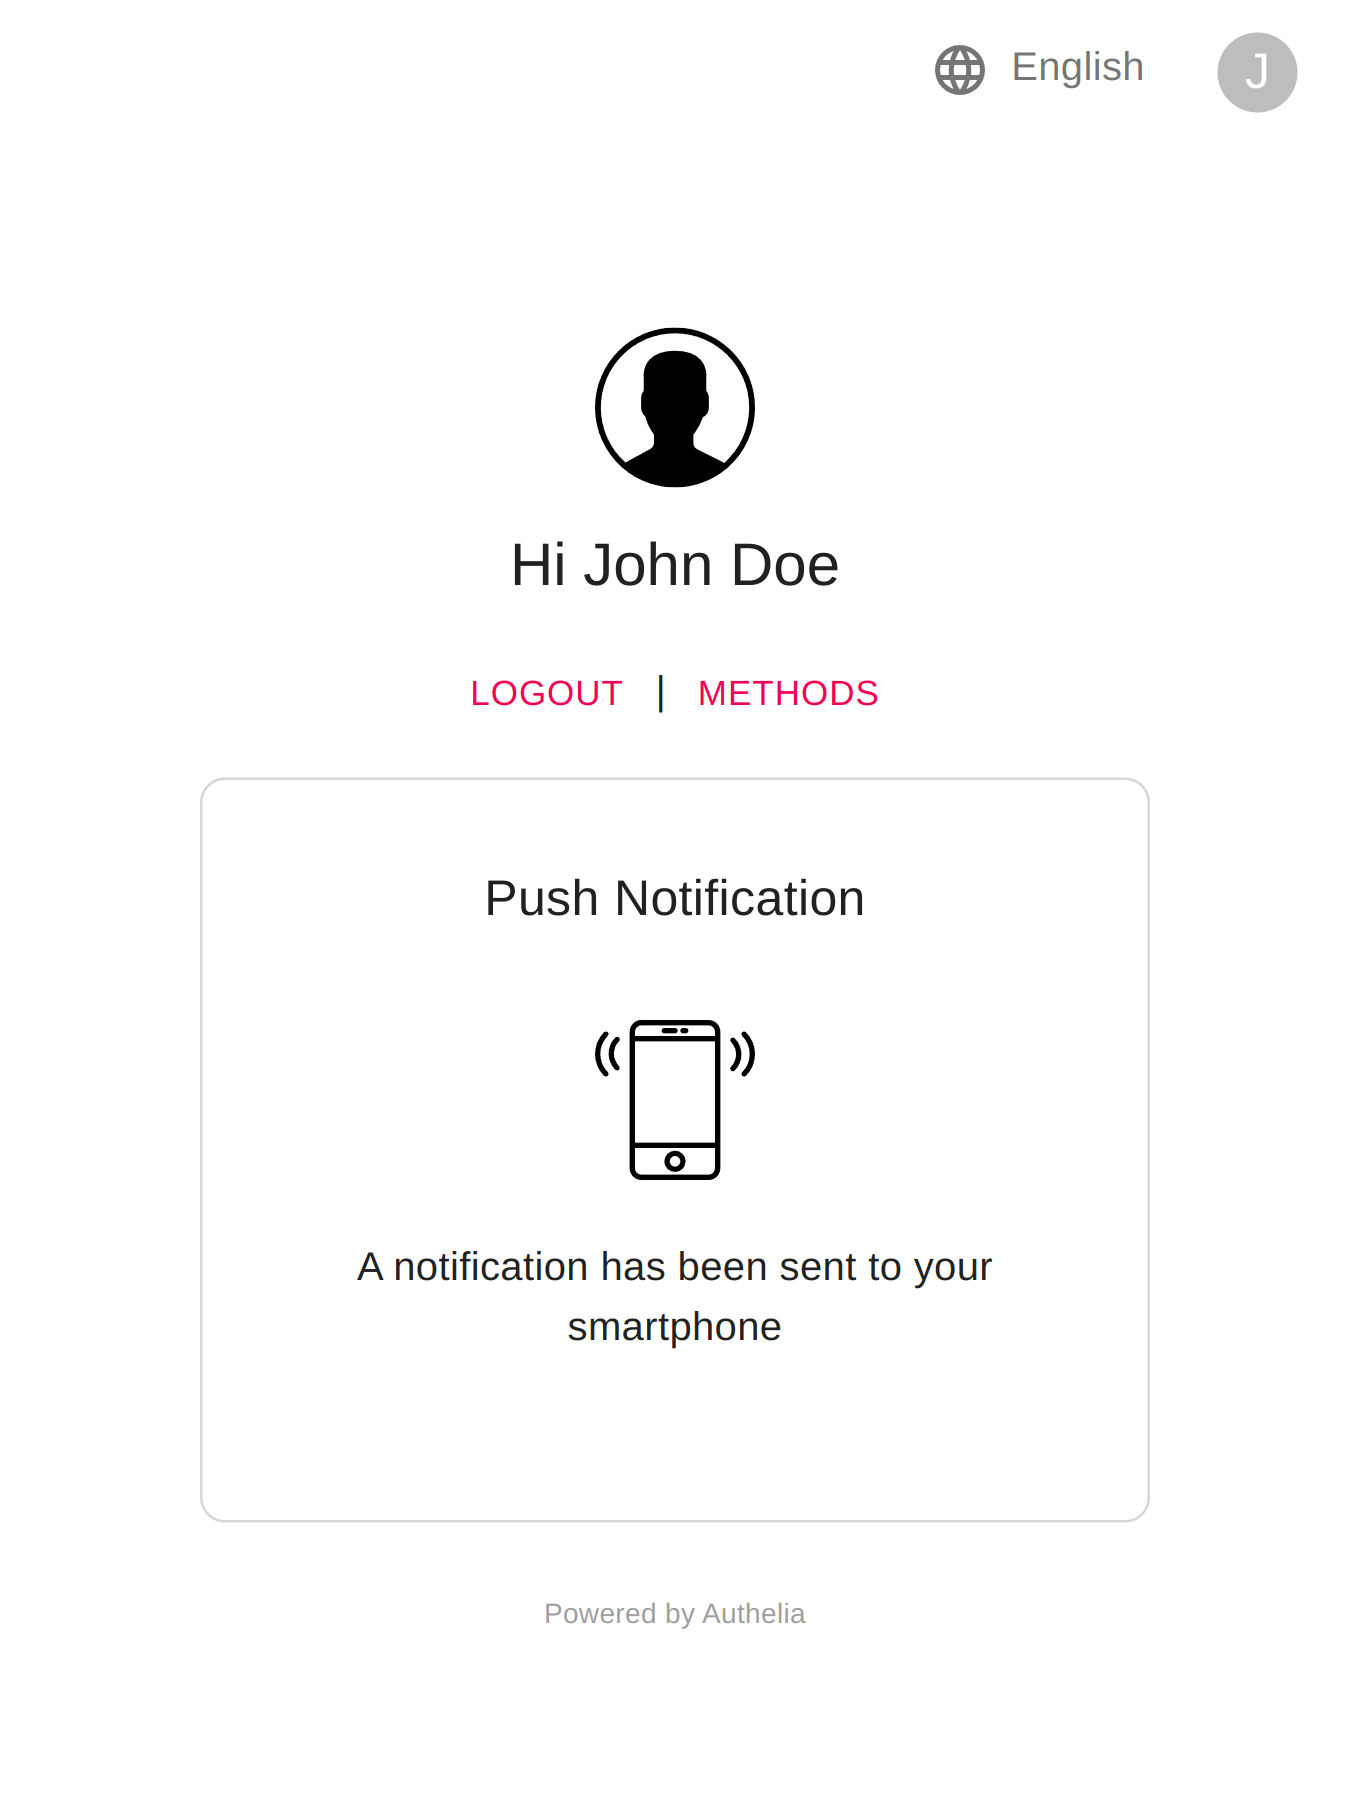 English
J
Hi John Doe
LOGOUT | METHODS
Push Notification
A notification has been sent to your
smartphone
Powered by Authelia